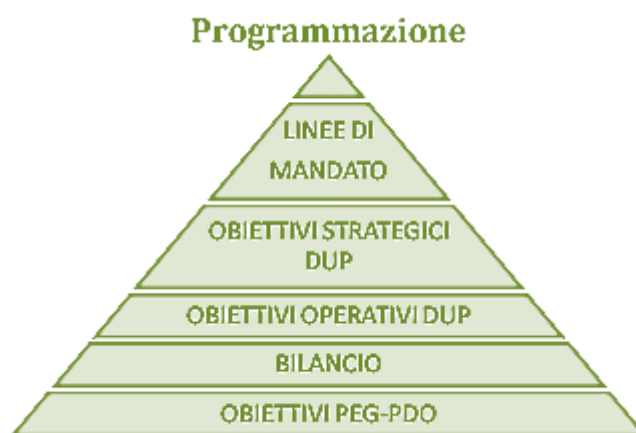 Programmazione
LINEE DI
MANDATO
OBIETTIVI STRATEGICI
DUP
OBIETTIVI OPERATIVI DUP
BILANCIO
OBIETTIVI PEG-PDO